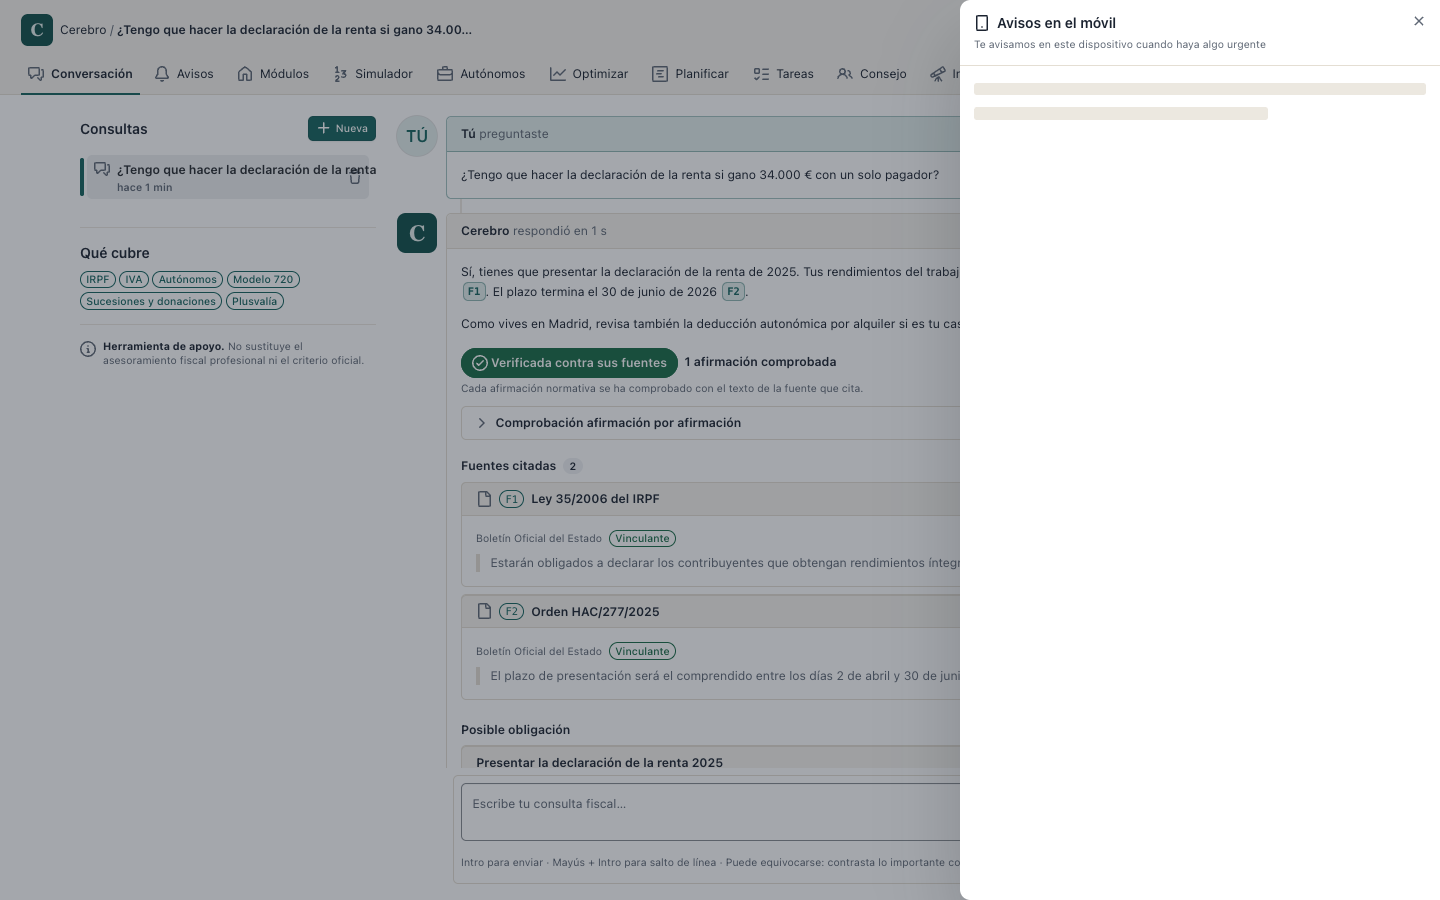 C
Cerebro / ¿Tengo que hacer la declaración de la renta si gano 34.00...
Conversación
Avisos
Módulos
Simulador
Autónomos
Optimizar
Planificar
Tareas
Consejo
Consultas
Nueva
¿Tengo que hacer la declaración de la renta
hace 1 min
Qué cubre
IRPF
IVA
Autónomos
Modelo 720
Sucesiones y donaciones
Plusvalía
Herramienta de apoyo. No sustituye el
asesoramiento fiscal profesional ni el criterio oficial.
TÚ
Tú preguntaste
¿Tengo que hacer la declaración de la renta si gano 34.000 € con un solo pagador?
C
Cerebro respondió en 1 s
Sí, tienes que presentar la declaración de la renta de 2025. Tus rendimientos del
F1. El plazo termina el 30 de junio de 2026 F2.
Como vives en Madrid, revisa también la deducción autonómica por alquiler si es tu
Verificada contra sus fuentes
1 afirmación comprobada
Cada afirmación normativa se ha comprobado con el texto de la fuente que cita.
Comprobación afirmación por afirmación
Fuentes citadas 2
F1 Ley 35/2006 del IRPF
Boletín Oficial del Estado Vinculante
Estarán obligados a declarar los contribuyentes que obtengan rendimientos
F2 Orden HAC/277/2025
Boletín Oficial del Estado Vinculante
El plazo de presentación será el comprendido entre los días 2 de abril y 30 de
Posible obligación
Presentar la declaración de la renta 2025
Escribe tu consulta fiscal...
Intro para enviar · Mayús + Intro para salto de línea · Puede equivocarse: contrasta lo importante
Avisos en el móvil
Te avisamos en este dispositivo cuando haya algo urgente